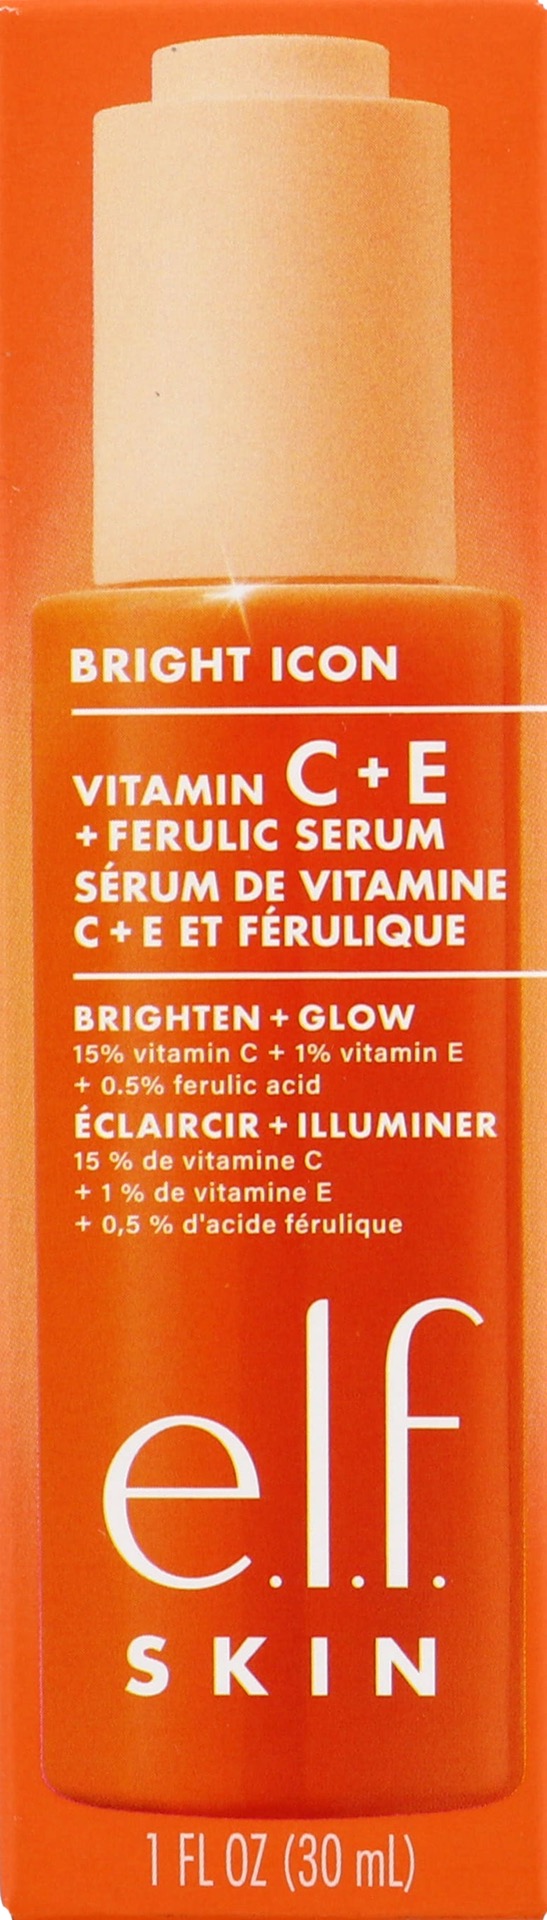 BRIGHT ICON
VITAMIN C + E
+ FERULIC SERUM
SÉRUM DE VITAMINE
C + E ET FÉRULIQUE
BRIGHTEN + GLOW
15% vitamin C + 1% vitamin E
+ 0.5% ferulic acid
ÉCLAIRCIR + ILLUMINER
15 % de vitamine C
+ 1 % de vitamine E
+ 0,5 % d'acide férulique
e.l.f.
SKIN
1 FL OZ (30 mL)